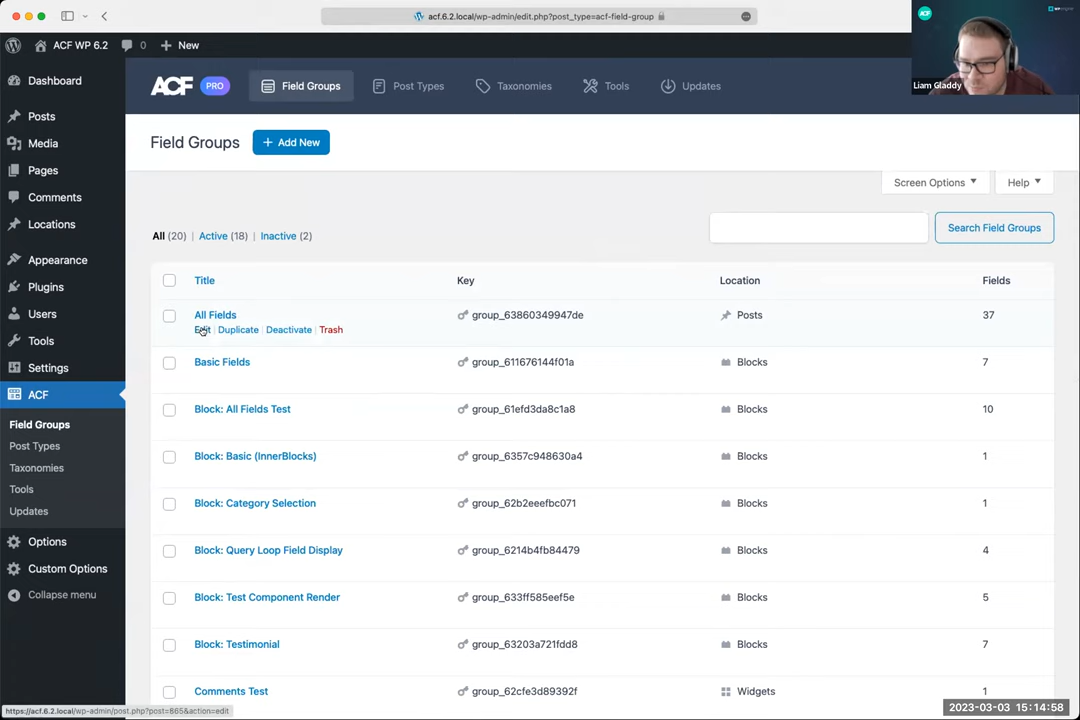 acf.6.2.local/wp-admin/edit.php?post_type=acf-field-group
ACF
Liam Gladdy
ACF WP 6.2 0 New
Dashboard
Posts
Media
Pages
Comments
Locations
Appearance
Plugins
Users
Tools
Settings
ACF
Field Groups
Post Types
Taxonomies
Tools
Updates
Options
Custom Options
Collapse menu
ACF PRO Field Groups Post Types Taxonomies Tools Updates
Field Groups + Add New
Screen Options Help
All (20) | Active (18) | Inactive (2) Search Field Groups
Title Key Location Fields
All Fields group_63860349947de Posts 37
Edit | Duplicate | Deactivate | Trash
Basic Fields group_611676144f01a Blocks 7
Block: All Fields Test group_61efd3da8c1a8 Blocks 10
Block: Basic (InnerBlocks) group_6357c948630a4 Blocks 1
Block: Category Selection group_62b2eeefbc071 Blocks 1
Block: Query Loop Field Display group_6214b4fb84479 Blocks 4
Block: Test Component Render group_633ff585eef5e Blocks 5
Block: Testimonial group_63203a721fdd8 Blocks 7
Comments Test group_62cfe3d89392f Widgets 1
https://acf.6.2.local/wp-admin/post.php?post=865&action=edit
2023-03-03 15:14:58